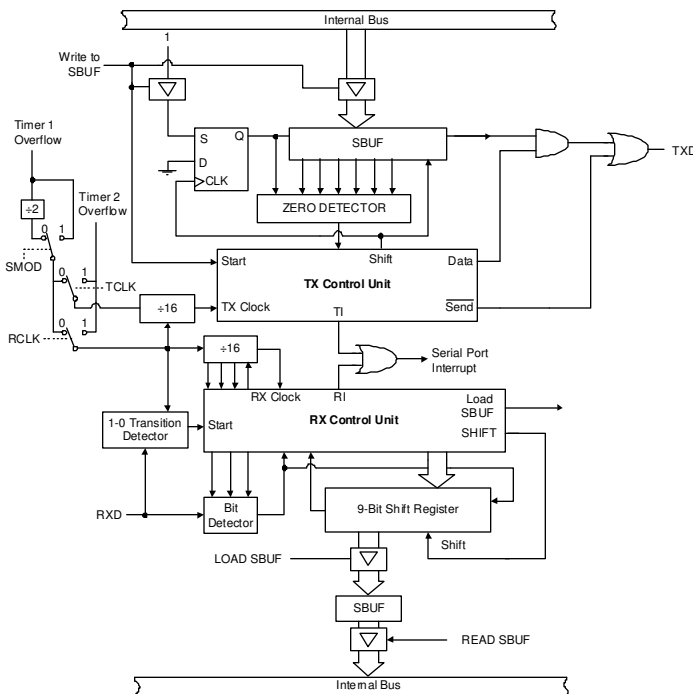 Internal Bus
1
Write to
SBUF
S
Q
D
CLK
SBUF
TXD
Timer 1
Overflow
Timer 2
Overflow
÷2
0 1
SMOD
ZERO DETECTOR
Shift
Start
Data
TX Control Unit
TX Clock
TI
Send
0 1
TCLK
÷16
0 1
RCLK
÷16
Serial Port
Interrupt
RX Clock
RI
Load
SBUF
1-0 Transition
Detector
Start
RX Control Unit
SHIFT
RXD
Bit
Detector
9-Bit Shift Register
Shift
LOAD SBUF
SBUF
READ SBUF
Internal Bus